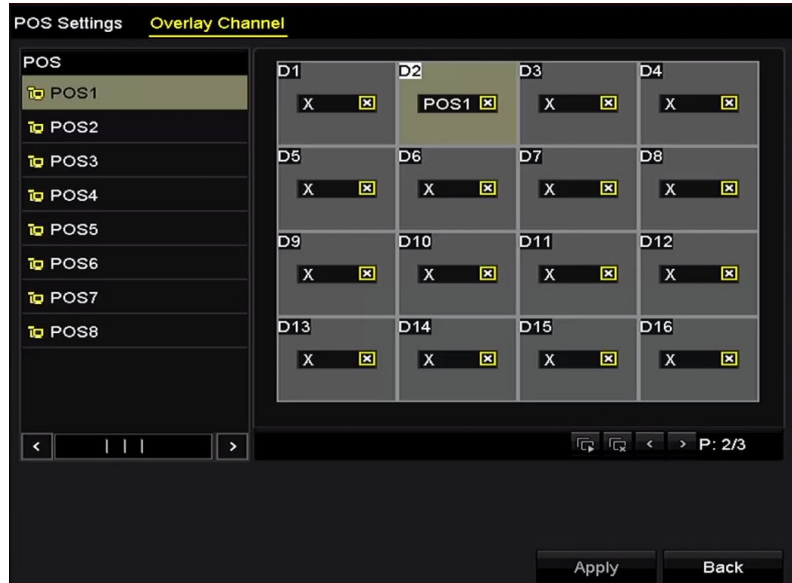 POS Settings Overlay Channel
POS
POS1
POS2
POS3
POS4
POS5
POS6
POS7
POS8
D1 D2 D3 D4
X POS1 X X
D5 D6 D7 D8
X X X X
D9 D10 D11 D12
X X X X
D13 D14 D15 D16
X X X X
P: 2/3
Apply Back